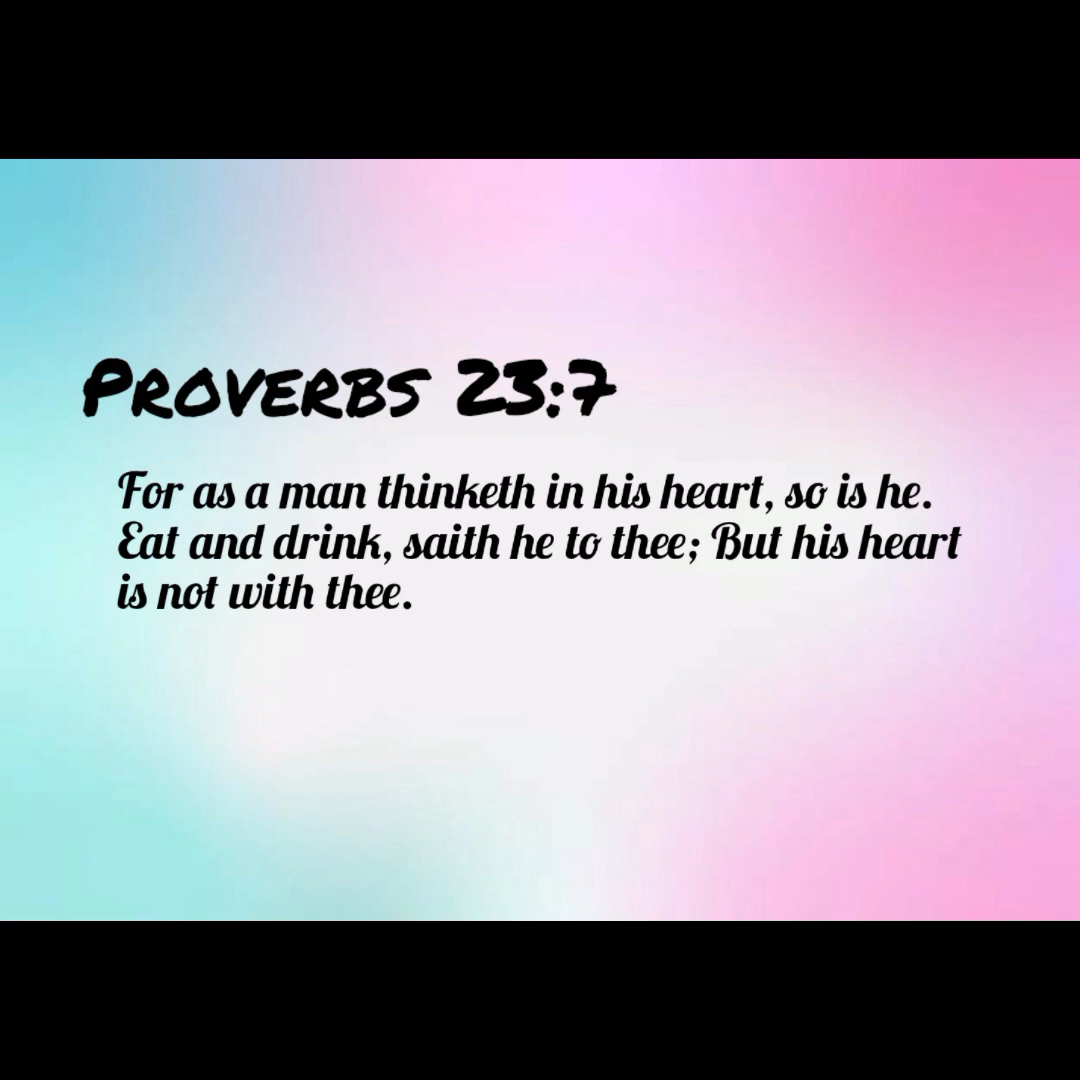 PROVERBS 23:7
For as a man thinketh in his heart, so is he.
Eat and drink, saith he to thee; But his heart
is not with thee.